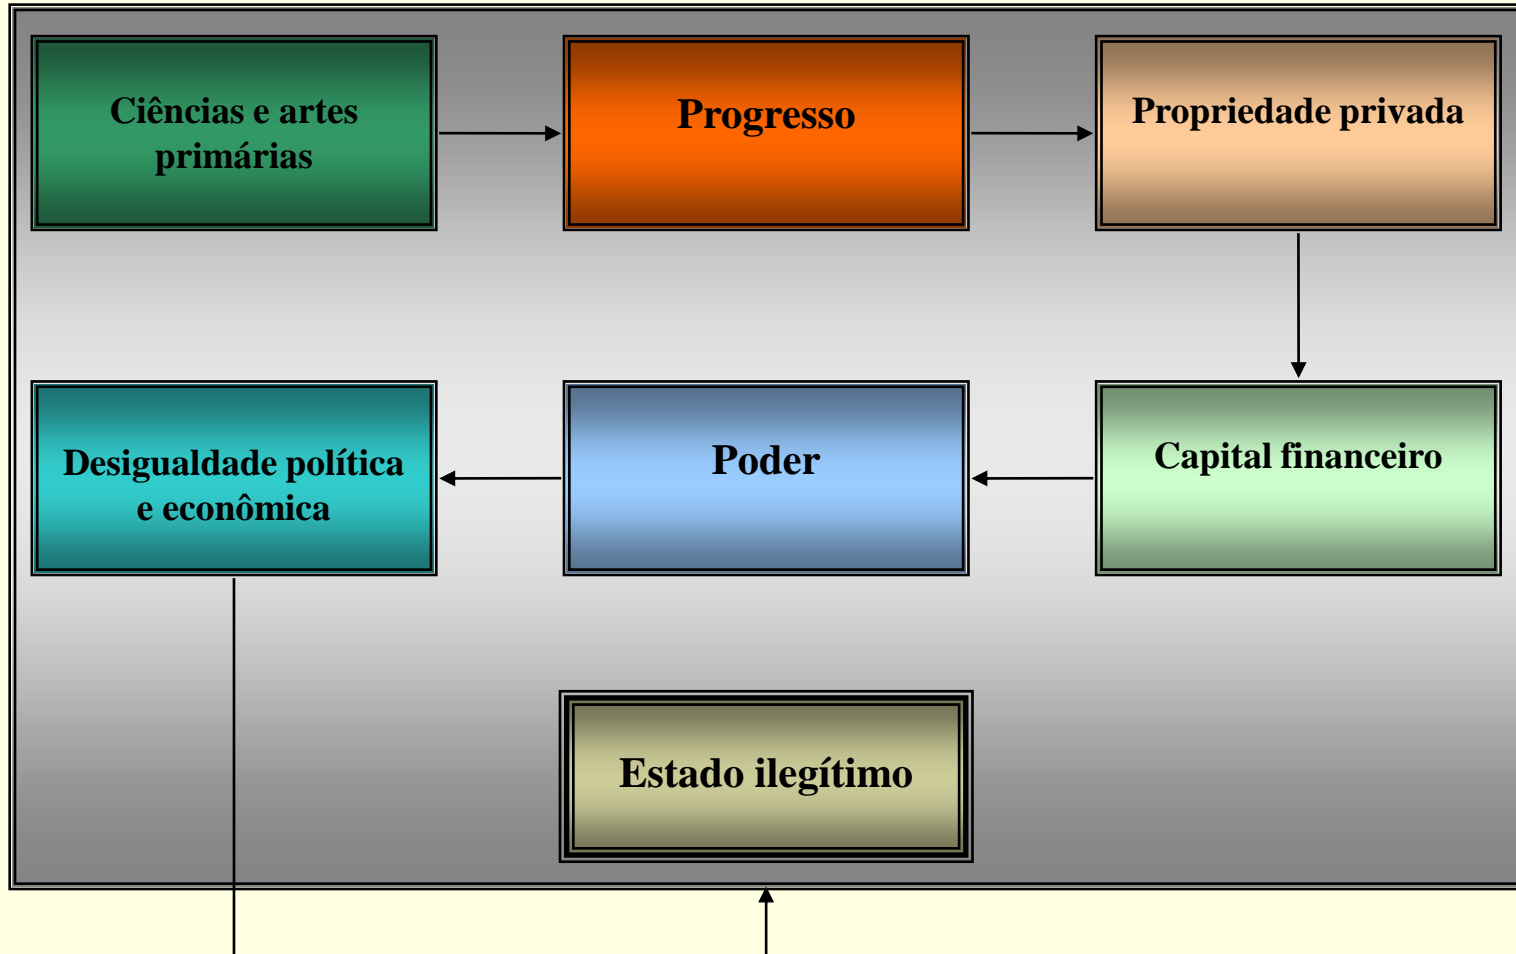 Ciências e artes
primárias
Progresso
Propriedade privada
Desigualdade política
e econômica
Poder
Capital financeiro
Estado ilegítimo